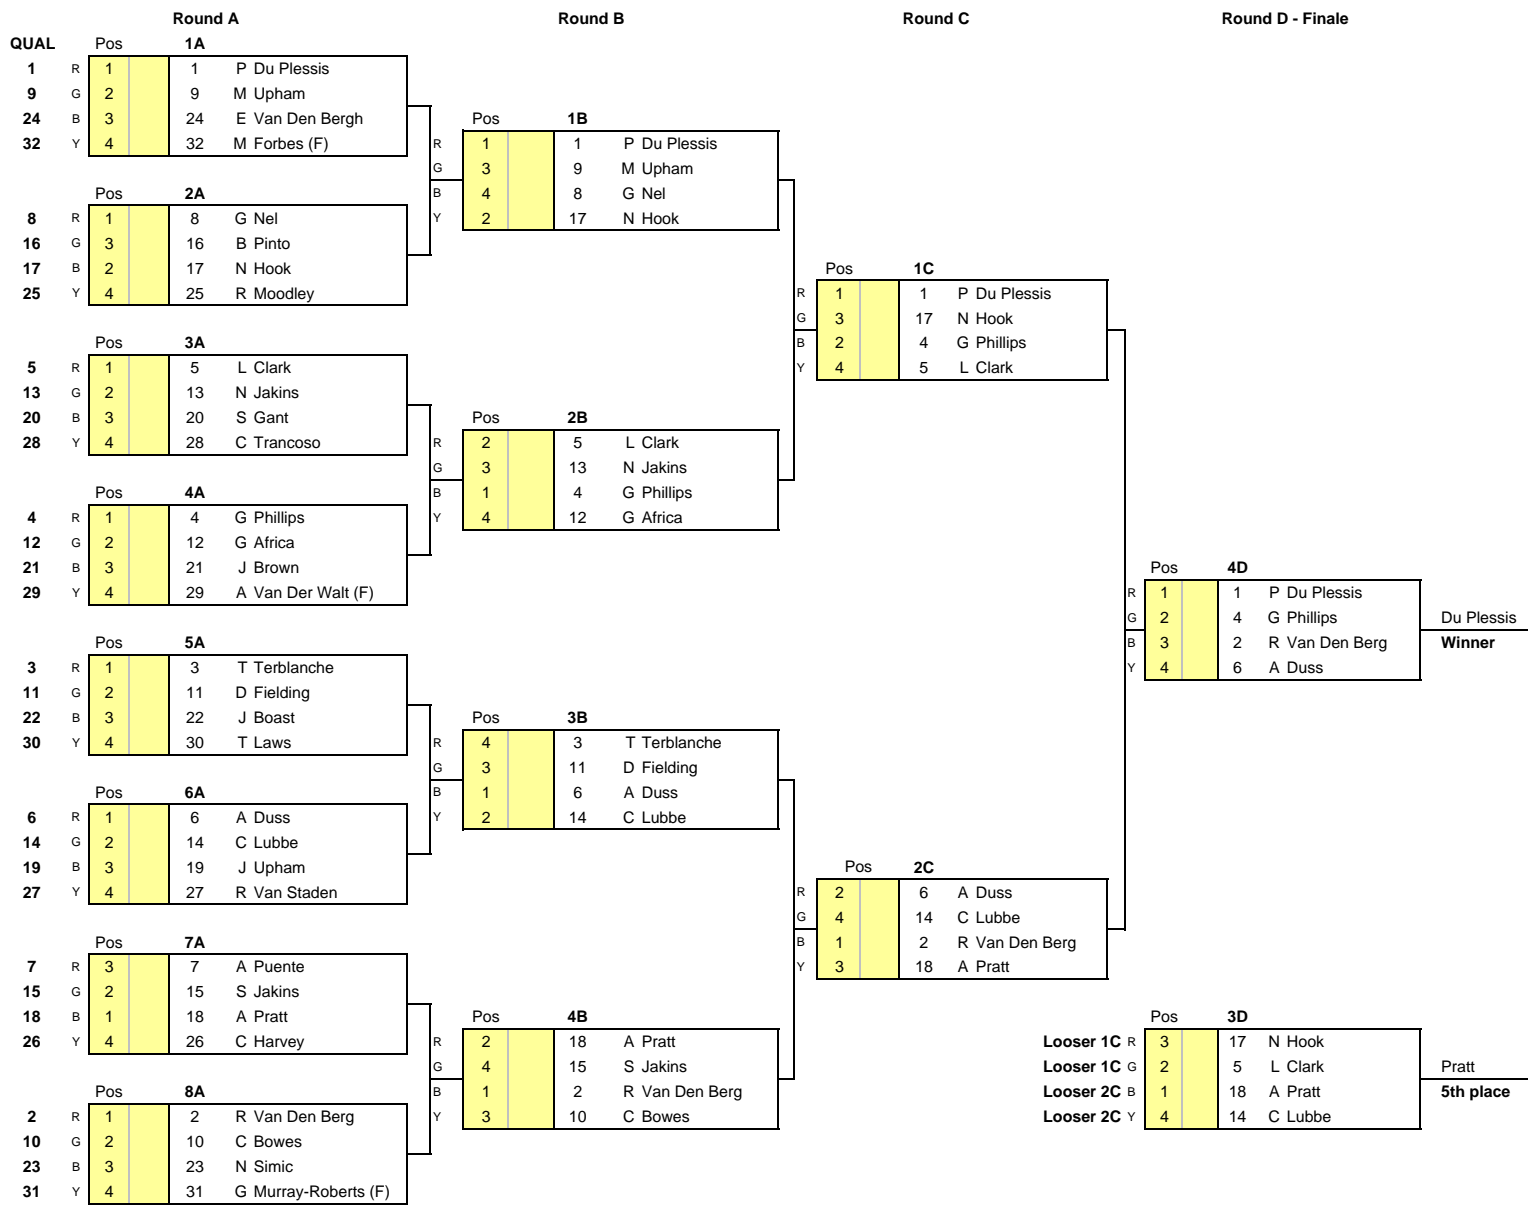 Round A Round B Round C Round D - Finale
QUAL Pos 1A
1 R 1 1 P Du Plessis
9 G 2 9 M Upham
24 B 3 24 E Van Den Bergh
32 Y 4 32 M Forbes (F)
Pos 2A
8 R 1 8 G Nel
16 G 3 16 B Pinto
17 B 2 17 N Hook
25 Y 4 25 R Moodley
Pos 3A
5 R 1 5 L Clark
13 G 2 13 N Jakins
20 B 3 20 S Gant
28 Y 4 28 C Trancoso
Pos 4A
4 R 1 4 G Phillips
12 G 2 12 G Africa
21 B 3 21 J Brown
29 Y 4 29 A Van Der Walt (F)
Pos 5A
3 R 1 3 T Terblanche
11 G 2 11 D Fielding
22 B 3 22 J Boast
30 Y 4 30 T Laws
Pos 6A
6 R 1 6 A Duss
14 G 2 14 C Lubbe
19 B 3 19 J Upham
27 Y 4 27 R Van Staden
Pos 7A
7 R 3 7 A Puente
15 G 2 15 S Jakins
18 B 1 18 A Pratt
26 Y 4 26 C Harvey
Pos 8A
2 R 1 2 R Van Den Berg
10 G 2 10 C Bowes
23 B 3 23 N Simic
31 Y 4 31 G Murray-Roberts (F)
Pos 1B
R 1 1 P Du Plessis
G 3 9 M Upham
B 4 8 G Nel
Y 2 17 N Hook
Pos 2B
R 2 5 L Clark
G 3 13 N Jakins
B 1 4 G Phillips
Y 4 12 G Africa
Pos 3B
R 4 3 T Terblanche
G 3 11 D Fielding
B 1 6 A Duss
Y 2 14 C Lubbe
Pos 4B
R 2 18 A Pratt
G 4 15 S Jakins
B 1 2 R Van Den Berg
Y 3 10 C Bowes
Pos 1C
R 1 1 P Du Plessis
G 3 17 N Hook
B 2 4 G Phillips
Y 4 5 L Clark
Pos 2C
R 2 6 A Duss
G 4 14 C Lubbe
B 1 2 R Van Den Berg
Y 3 18 A Pratt
Pos 4D
R 1 1 P Du Plessis
G 2 4 G Phillips Du Plessis
B 3 2 R Van Den Berg Winner
Y 4 6 A Duss
Pos 3D
Looser 1C R 3 17 N Hook
Looser 1C G 2 5 L Clark Pratt
Looser 2C B 1 18 A Pratt 5th place
Looser 2C Y 4 14 C Lubbe